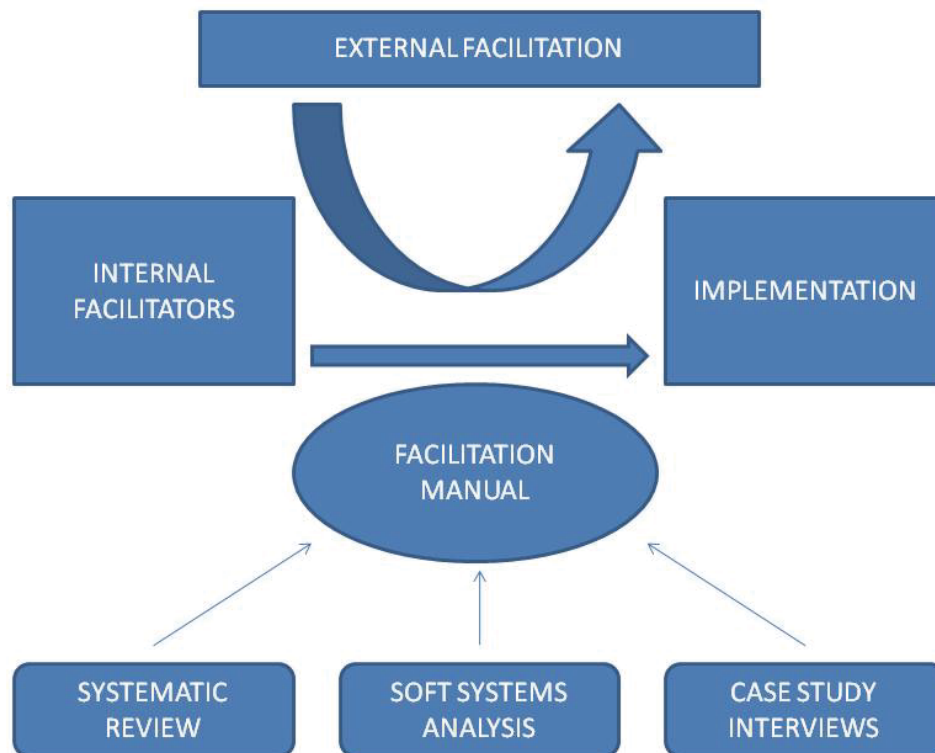 EXTERNAL FACILITATION
INTERNAL
FACILITATORS
IMPLEMENTATION
FACILITATION
MANUAL
SYSTEMATIC
REVIEW
SOFT SYSTEMS
ANALYSIS
CASE STUDY
INTERVIEWS